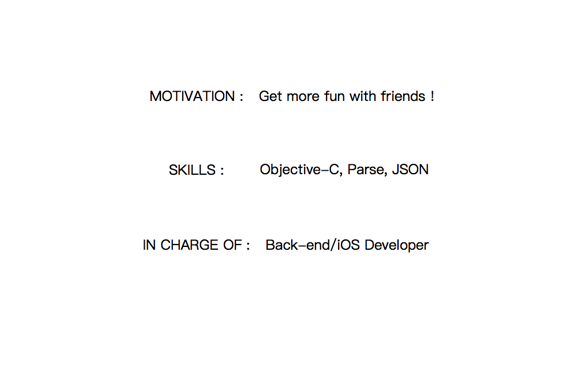 MOTIVATION : Get more fun with friends !
SKILLS : Objective-C, Parse, JSON
IN CHARGE OF : Back-end/iOS Developer